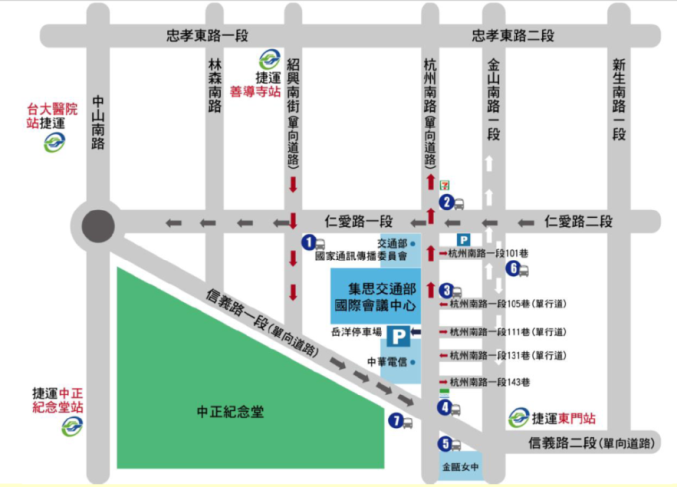 忠孝東路一段
忠孝東路二段
中山南路
林森南路
紹興南街(單向道路)
杭州南路(單向道路)
金山南路一段
新生南路一段
台大醫院
站捷運
捷運
善導寺站
7
2
仁愛路一段
仁愛路二段
1
交通部
國家通訊傳播委員會
P
杭州南路一段101巷
6
集思交通部
國際會議中心
3
杭州南路一段105巷(單行道)
信義路一段(單向道路)
岳洋停車場
P
杭州南路一段111巷(單行道)
中華電信
杭州南路一段131巷(單行道)
杭州南路一段143巷
捷運中正
紀念堂站
中正紀念堂
4
7
捷運東門站
5
信義路二段(單向道路)
金甌女中